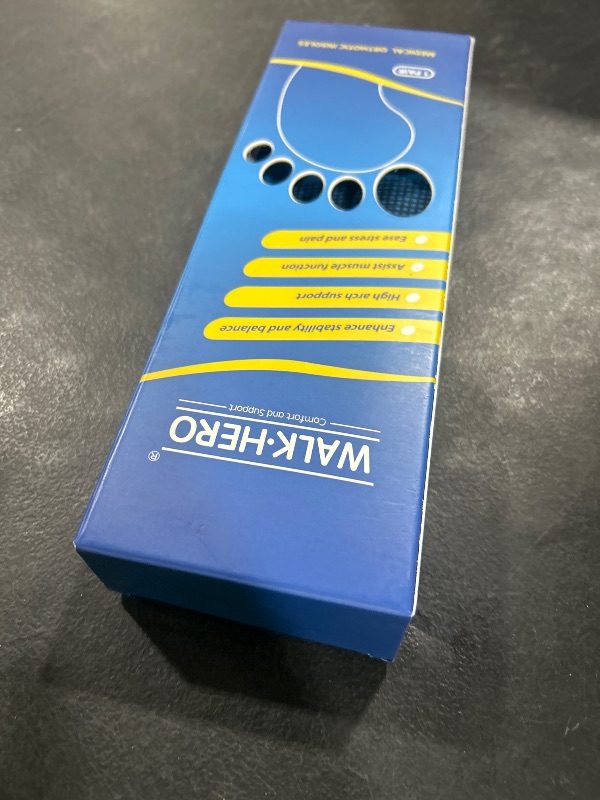 WALK·HERO®
Comfort and Support
Enhance stability and balance
High arch support
Assist muscle function
Ease stress and pain
1 PAIR
MEDICAL ORTHOTIC INSOLES